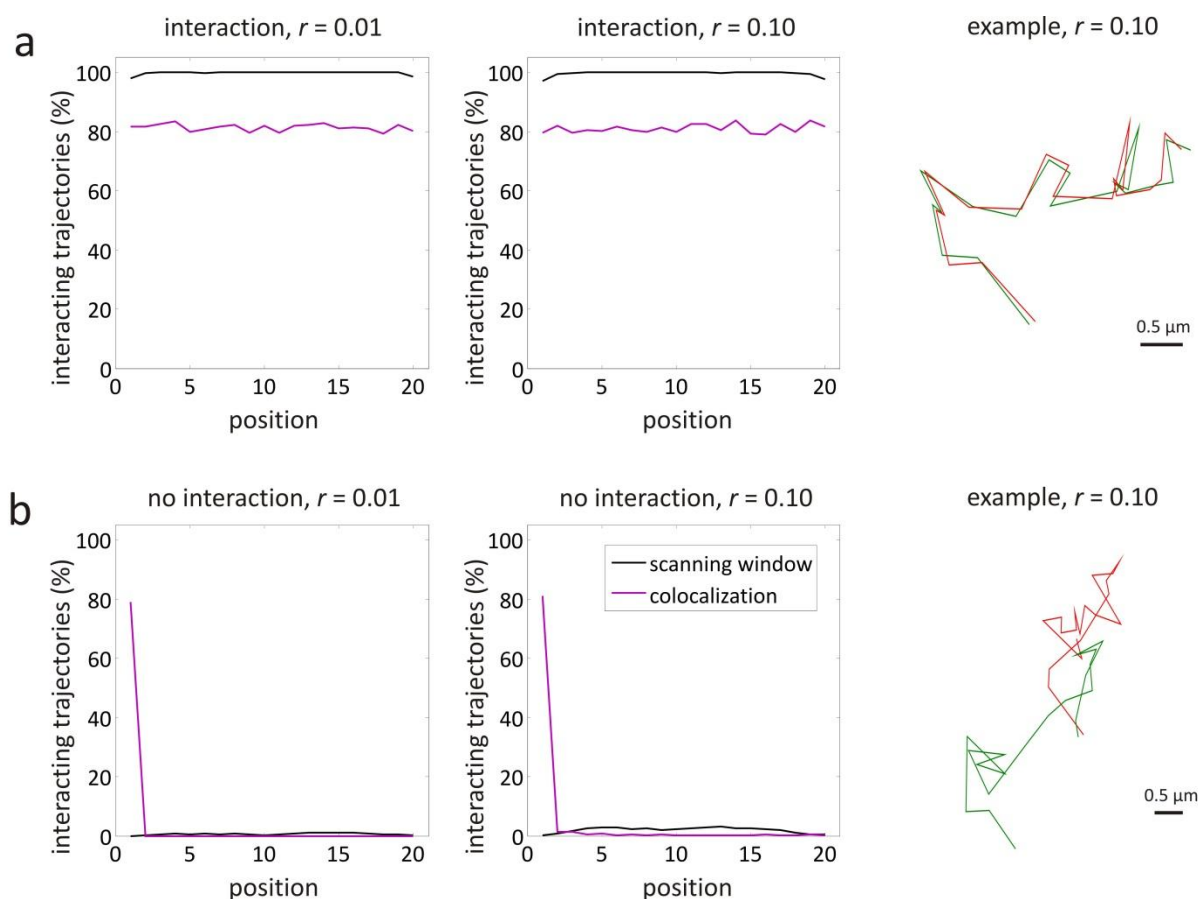 a
interaction, r = 0.01
interaction, r = 0.10
example, r = 0.10
interacting trajectories (%)
100
80
60
40
20
0
0 5 10 15 20
position
interacting trajectories (%)
100
80
60
40
20
0
0 5 10 15 20
position
0.5 µm
b
no interaction, r = 0.01
no interaction, r = 0.10
example, r = 0.10
interacting trajectories (%)
100
80
60
40
20
0
0 5 10 15 20
position
interacting trajectories (%)
100
80
60
40
20
0
0 5 10 15 20
position
scanning window
colocalization
0.5 µm